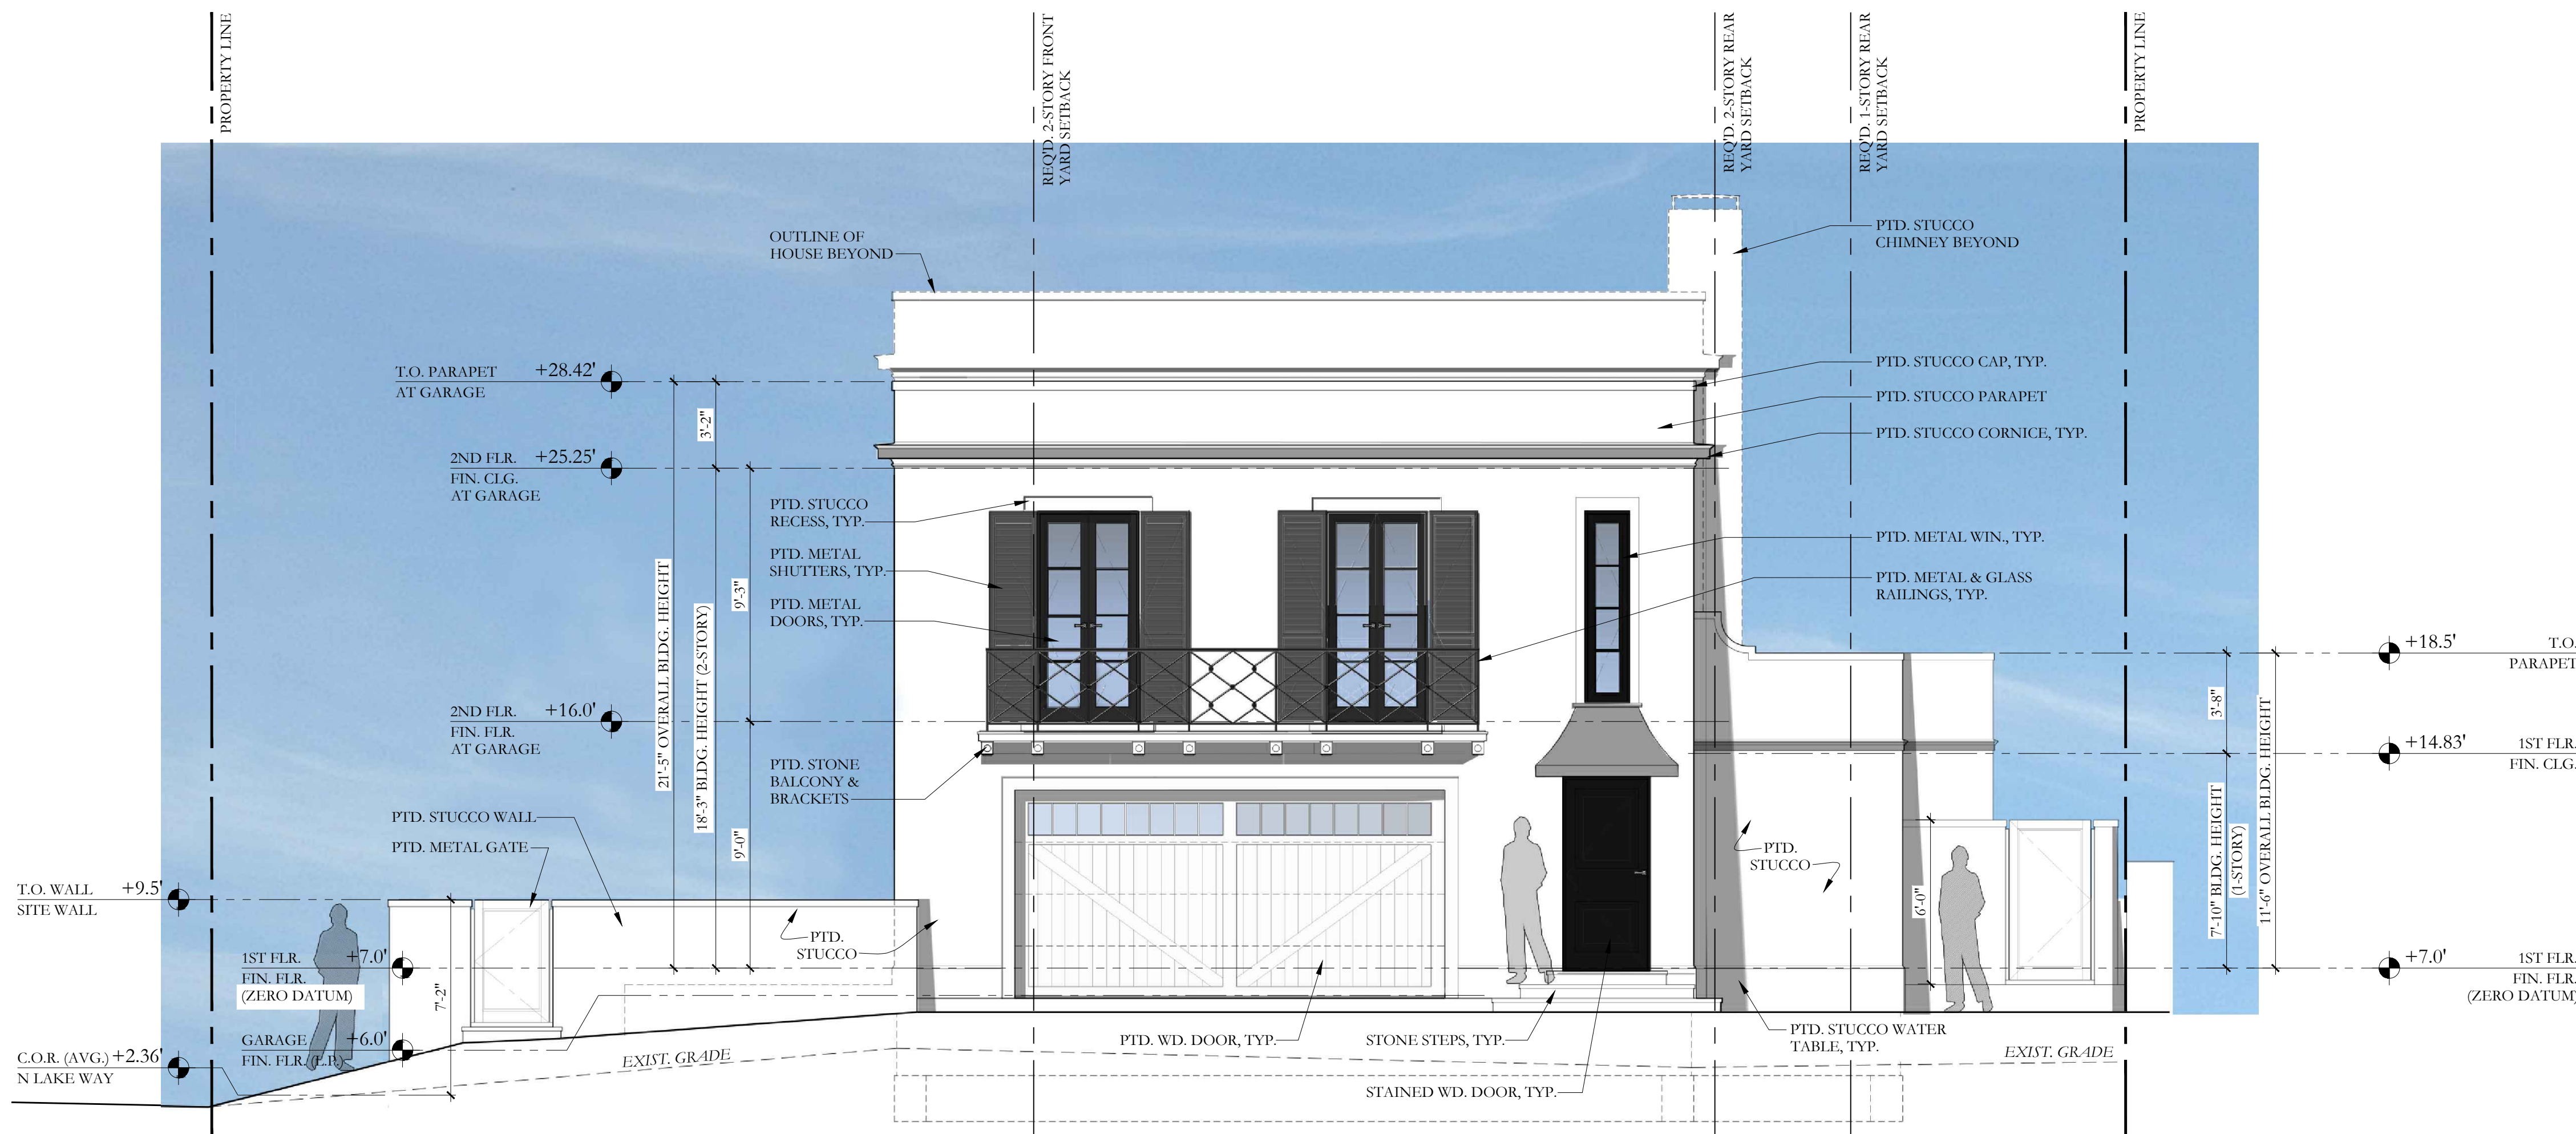 PROPERTY LINE
REQ'D. 2-STORY FRONT
YARD SETBACK
REQ'D. 2-STORY REAR
YARD SETBACK
REQ'D. 1-STORY REAR
YARD SETBACK
PROPERTY LINE
OUTLINE OF
HOUSE BEYOND
PTD. STUCCO
CHIMNEY BEYOND
T.O. PARAPET +28.42'
AT GARAGE
3'-2"
2ND FLR. +25.25'
FIN. CLG.
AT GARAGE
PTD. STUCCO CAP, TYP.
PTD. STUCCO PARAPET
PTD. STUCCO CORNICE, TYP.
PTD. STUCCO
RECESS, TYP.
PTD. METAL
SHUTTERS, TYP.
PTD. METAL
DOORS, TYP.
PTD. METAL WIN., TYP.
PTD. METAL & GLASS
RAILINGS, TYP.
21'-5" OVERALL BLDG. HEIGHT
18'-3" BLDG. HEIGHT (2-STORY)
9'-3"
9'-0"
2ND FLR. +16.0'
FIN. FLR.
AT GARAGE
PTD. STONE
BALCONY &
BRACKETS
+18.5' T.O.
PARAPET
3'-8"
+14.83' 1ST FLR.
FIN. CLG.
7'-10" BLDG. HEIGHT
(1-STORY)
11'-6" OVERALL BLDG. HEIGHT
PTD. STUCCO WALL
PTD. METAL GATE
T.O. WALL +9.5'
SITE WALL
PTD.
STUCCO
PTD.
STUCCO
6'-0"
1ST FLR. +7.0'
FIN. FLR.
(ZERO DATUM)
7'-2"
+7.0' 1ST FLR.
FIN. FLR.
(ZERO DATUM)
GARAGE +6.0'
FIN. FLR. (L.P.)
C.O.R. (AVG.) +2.36'
N LAKE WAY
EXIST. GRADE
PTD. WD. DOOR, TYP.
STONE STEPS, TYP.
STAINED WD. DOOR, TYP.
PTD. STUCCO WATER
TABLE, TYP.
EXIST. GRADE